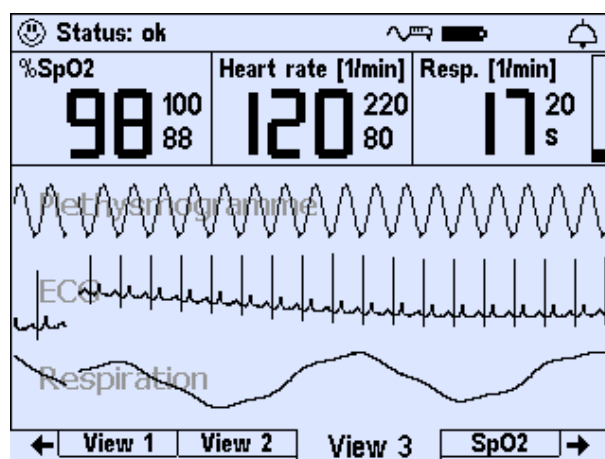 Status: ok
%SpO2 Heart rate [1/min] Resp. [1/min]
98 100 88 120 220 80 17 20 s
Plethysmogramme
ECG
Respiration
View 1 View 2 View 3 SpO2